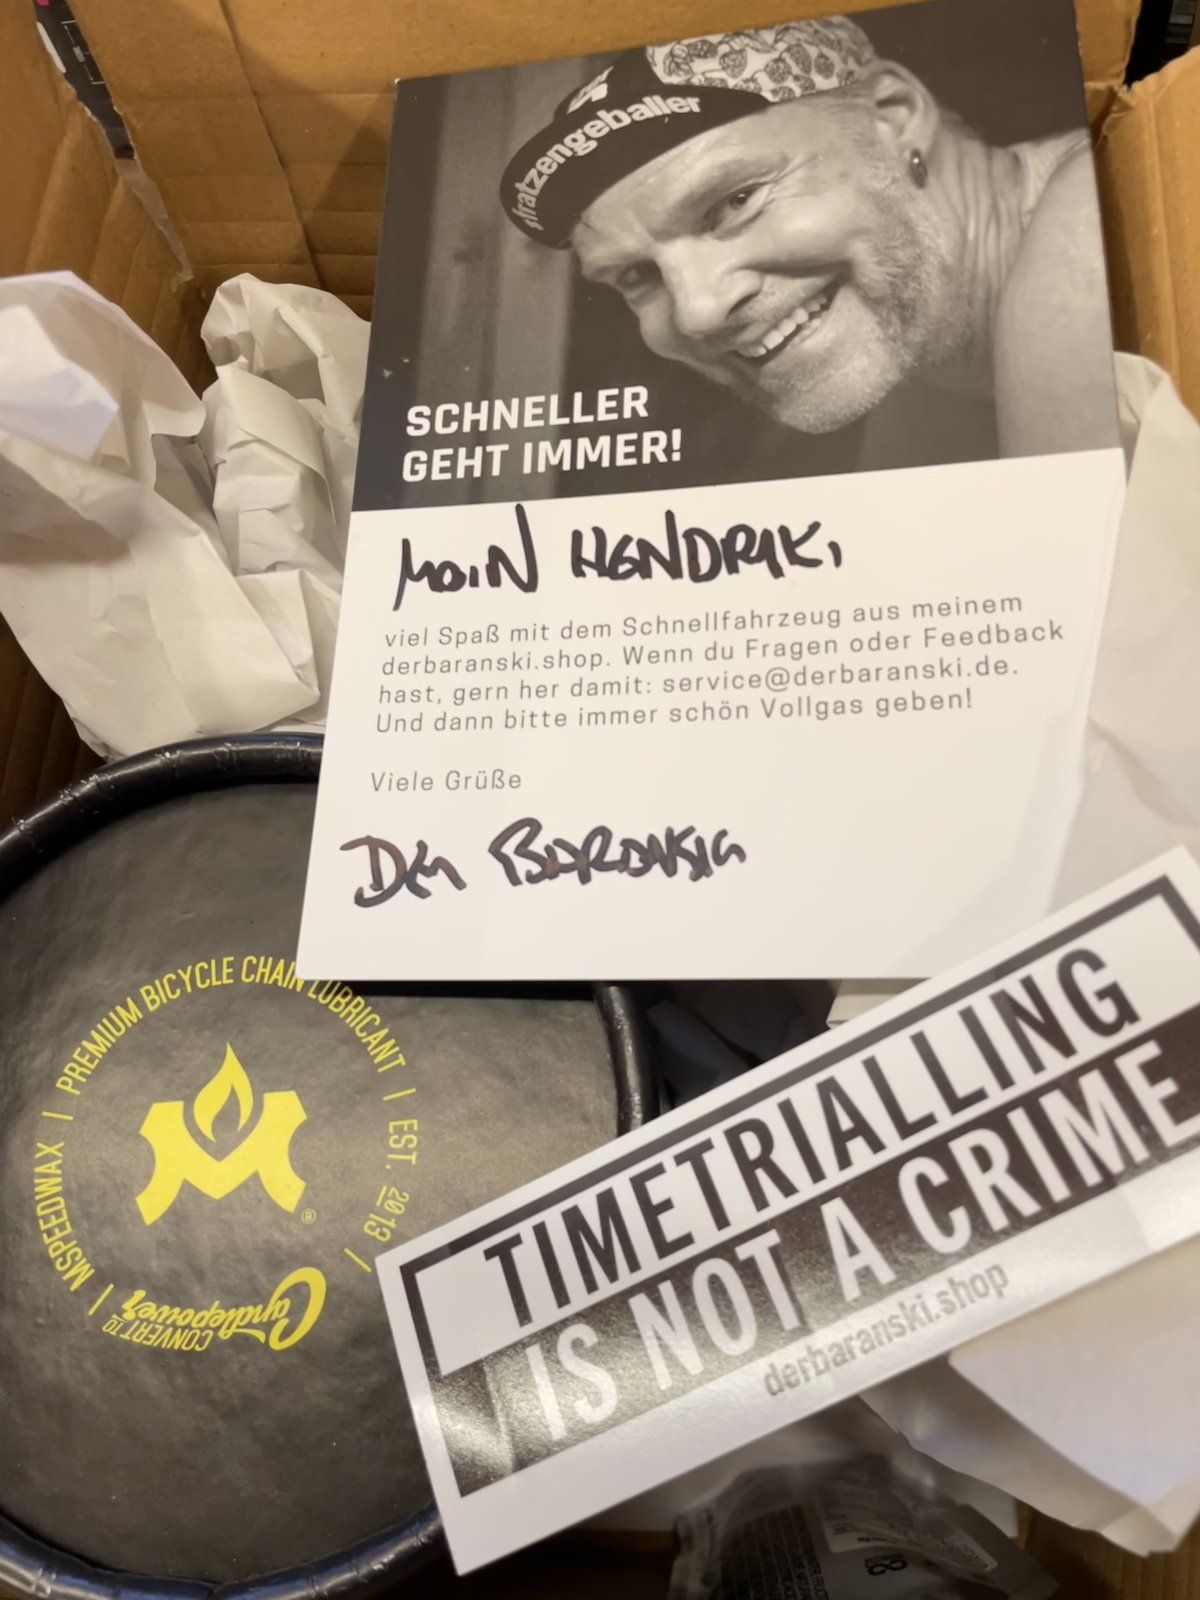 #fratzengeballer
SCHNELLER
GEHT IMMER!
MOIN HENDRIK,
viel Spaß mit dem Schnellfahrzeug aus meinem
derbaranski.shop. Wenn du Fragen oder Feedback
hast, gern her damit: service@derbaranski.de.
Und dann bitte immer schön Vollgas geben!
Viele Grüße
DER BARANSKI
MSPEEDWAX | PREMIUM BICYCLE CHAIN LUBRICANT | EST. 2013 |
®
CONVERT TO
Candlepower
TIMETRIALLING
IS NOT A CRIME
derbaranski.shop